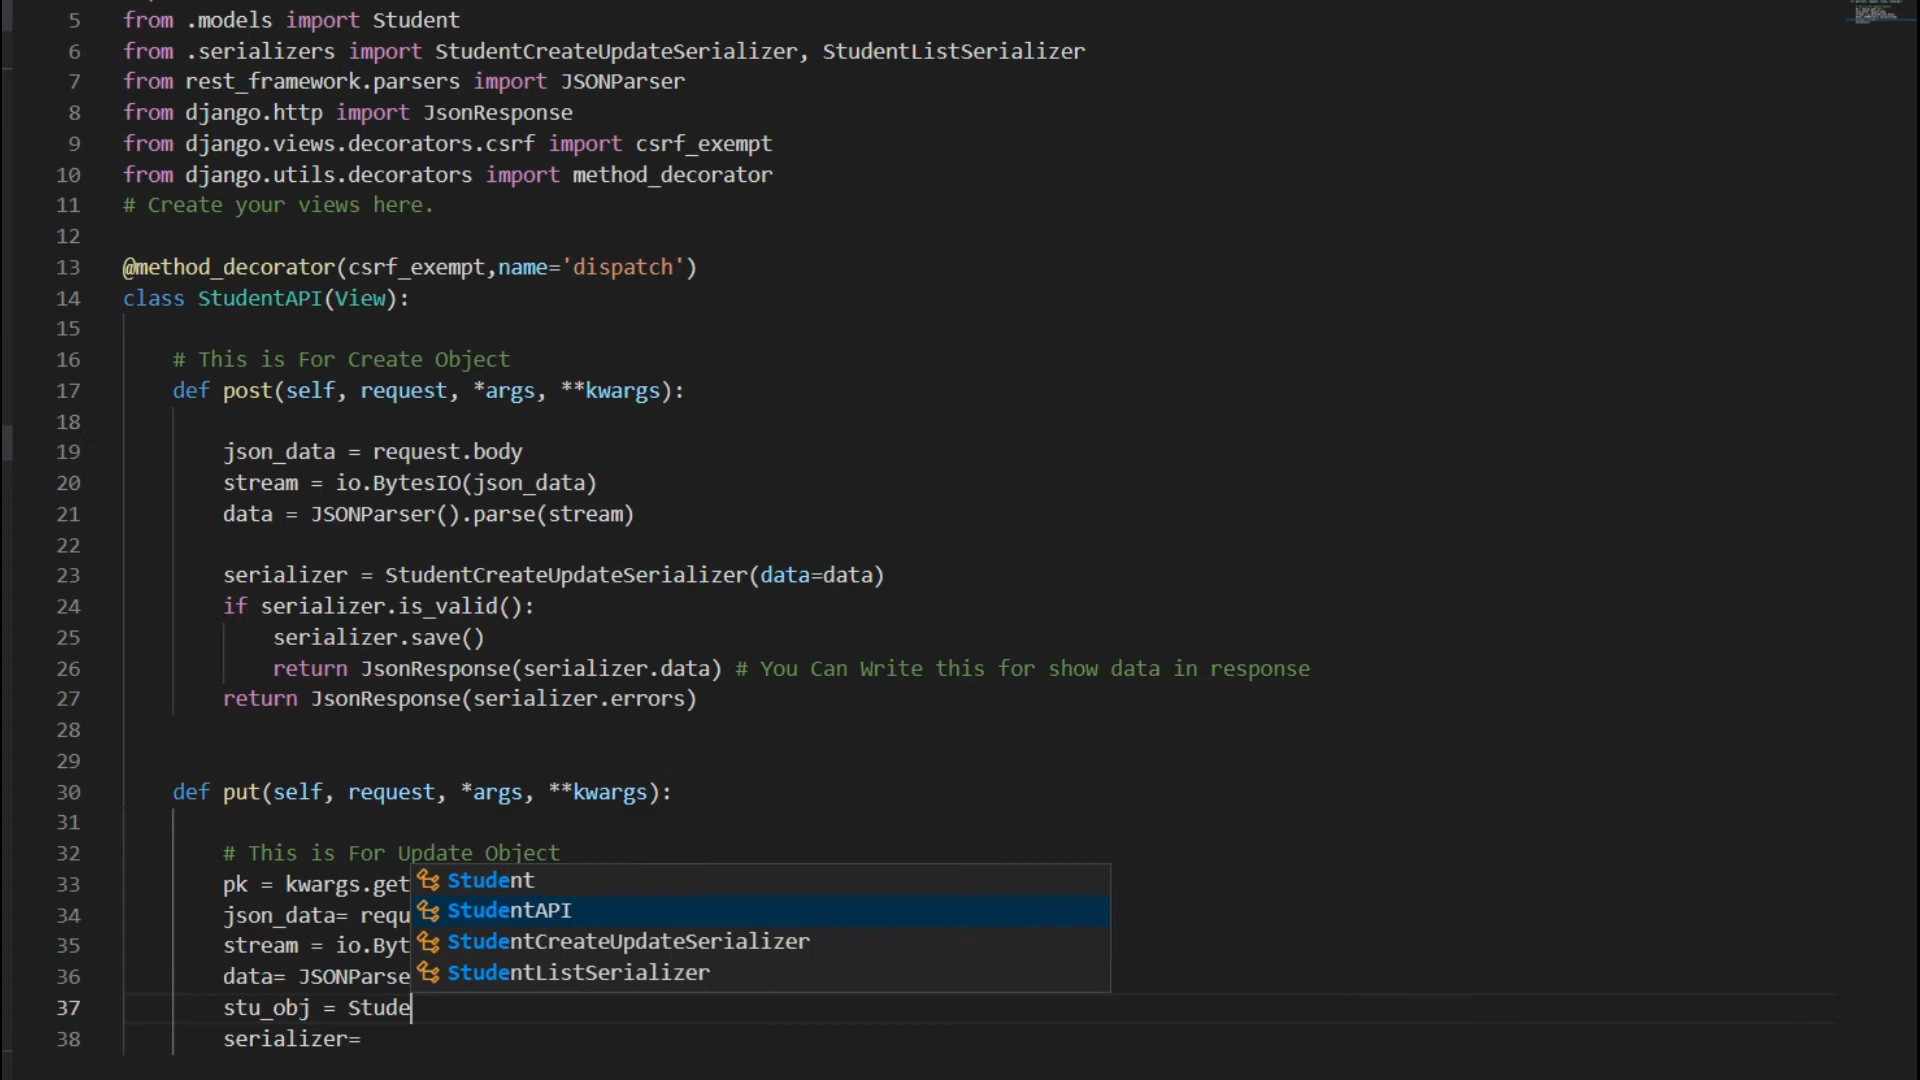 5 from .models import Student
6 from .serializers import StudentCreateUpdateSerializer, StudentListSerializer
7 from rest_framework.parsers import JSONParser
8 from django.http import JsonResponse
9 from django.views.decorators.csrf import csrf_exempt
10 from django.utils.decorators import method_decorator
11 # Create your views here.
12
13 @method_decorator(csrf_exempt,name='dispatch')
14 class StudentAPI(View):
15
16 # This is For Create Object
17 def post(self, request, *args, **kwargs):
18
19 json_data = request.body
20 stream = io.BytesIO(json_data)
21 data = JSONParser().parse(stream)
22
23 serializer = StudentCreateUpdateSerializer(data=data)
24 if serializer.is_valid():
25 serializer.save()
26 return JsonResponse(serializer.data) # You Can Write this for show data in response
27 return JsonResponse(serializer.errors)
28
29
30 def put(self, request, *args, **kwargs):
31
32 # This is For Update Object
33 pk = kwargs.get
34 json_data= requ
35 stream = io.Byt
36 data= JSONParse
37 stu_obj = Stude
38 serializer=
Student
StudentAPI
StudentCreateUpdateSerializer
StudentListSerializer